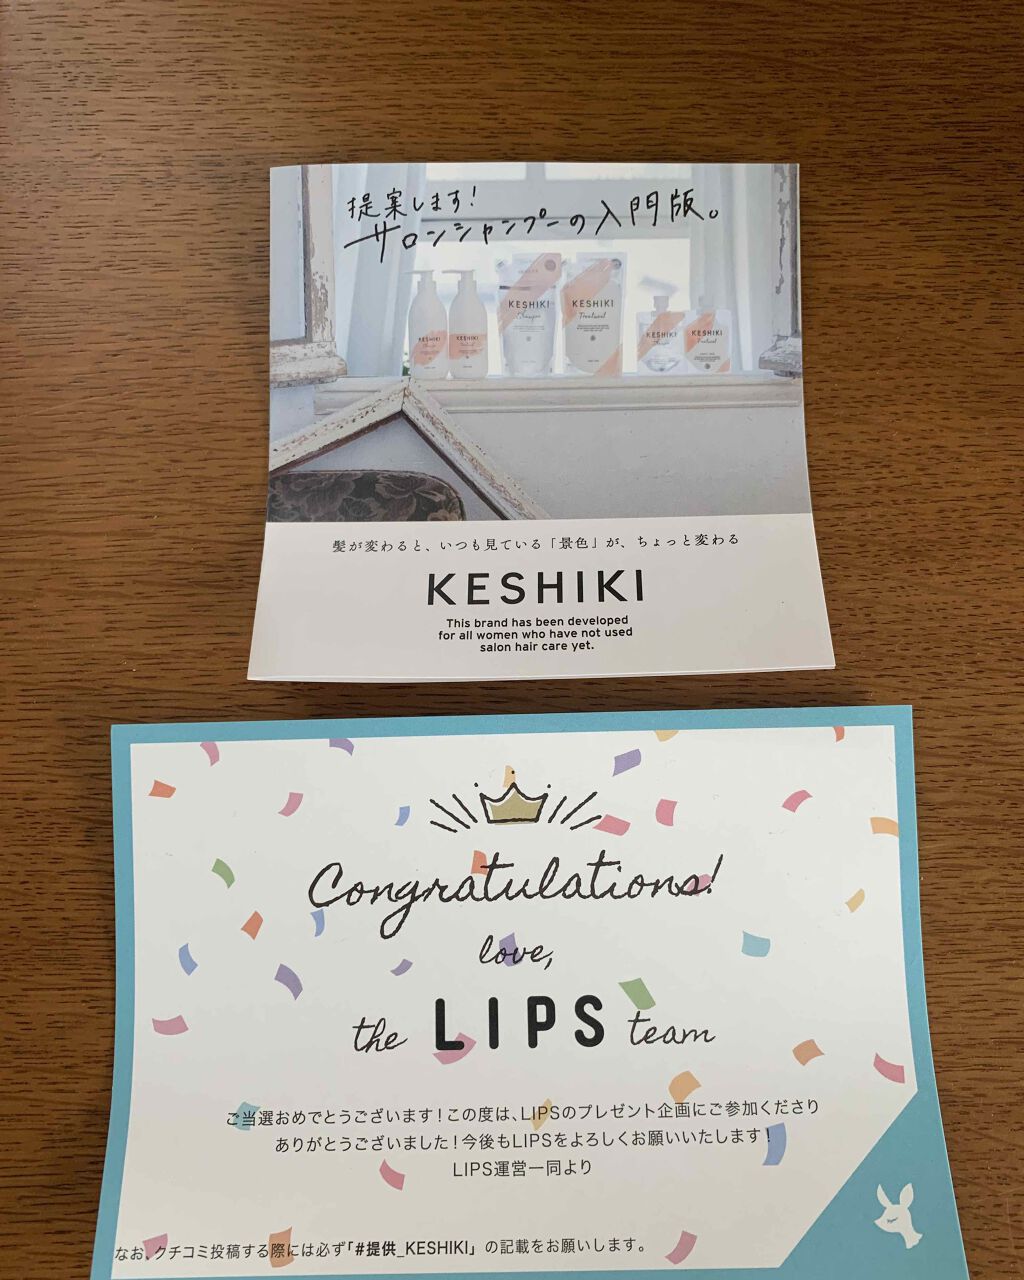 提案します!
サロンシャンプーの入門版。
KESHIKI
KESHIKI
KESHIKI
KESHIKI
KESHIKI
KESHIKI
Treatment
髪が変わると、いつも見ている「景色」が、ちょっと変わる
KESHIKI
This brand has been developed
for all women who have not used
salon hair care yet.
Congratulations!
love,
the LIPS team
ご当選おめでとうございます!この度は、LIPSのプレゼント企画にご参加くださり
ありがとうございました!今後もLIPSをよろしくお願いいたします!
LIPS運営一同より
なお、クチコミ投稿する際には必ず「#提供_KESHIKI」の記載をお願いします。